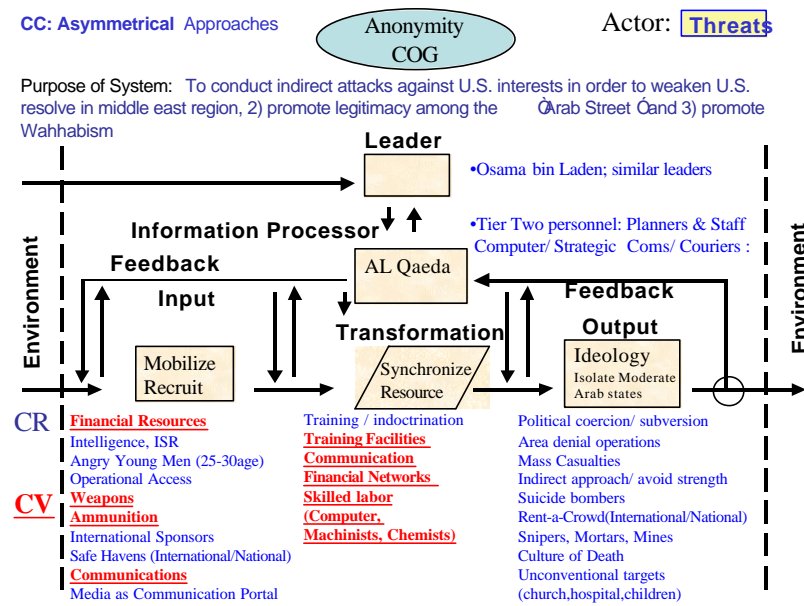 CC: Asymmetrical Approaches
Anonymity
COG
Actor: Threats
Purpose of System: To conduct indirect attacks against U.S. interests in order to weaken U.S.
resolve in middle east region, 2) promote legitimacy among the ÒArab Street Óand 3) promote
Wahhabism
Leader
•Osama bin Laden; similar leaders
Information Processor
•Tier Two personnel: Planners & Staff
Computer/ Strategic Coms/ Couriers :
AL Qaeda
Feedback
Feedback
Input
Transformation
Output
Environment
Environment
Mobilize
Recruit
Synchronize
Resource
Ideology
Isolate Moderate
Arab states
CR
Financial Resources
Intelligence, ISR
Angry Young Men (25-30age)
Operational Access
CV
Weapons
Ammunition
International Sponsors
Safe Havens (International/National)
Communications
Media as Communication Portal
Training / indoctrination
Training Facilities
Communication
Financial Networks
Skilled labor
(Computer,
Machinists, Chemists)
Political coercion/ subversion
Area denial operations
Mass Casualties
Indirect approach/ avoid strength
Suicide bombers
Rent-a-Crowd(International/National)
Snipers, Mortars, Mines
Culture of Death
Unconventional targets
(church,hospital,children)